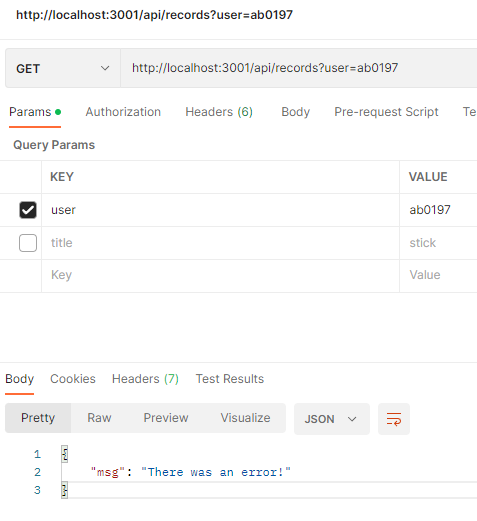 http://localhost:3001/api/records?user=ab0197
GET http://localhost:3001/api/records?user=ab0197
Params Authorization Headers (6) Body Pre-request Script Te
Query Params
KEY VALUE
user ab0197
title stick
Key Value
Body Cookies Headers (7) Test Results
Pretty Raw Preview Visualize JSON
1 {
2 "msg": "There was an error!"
3 }